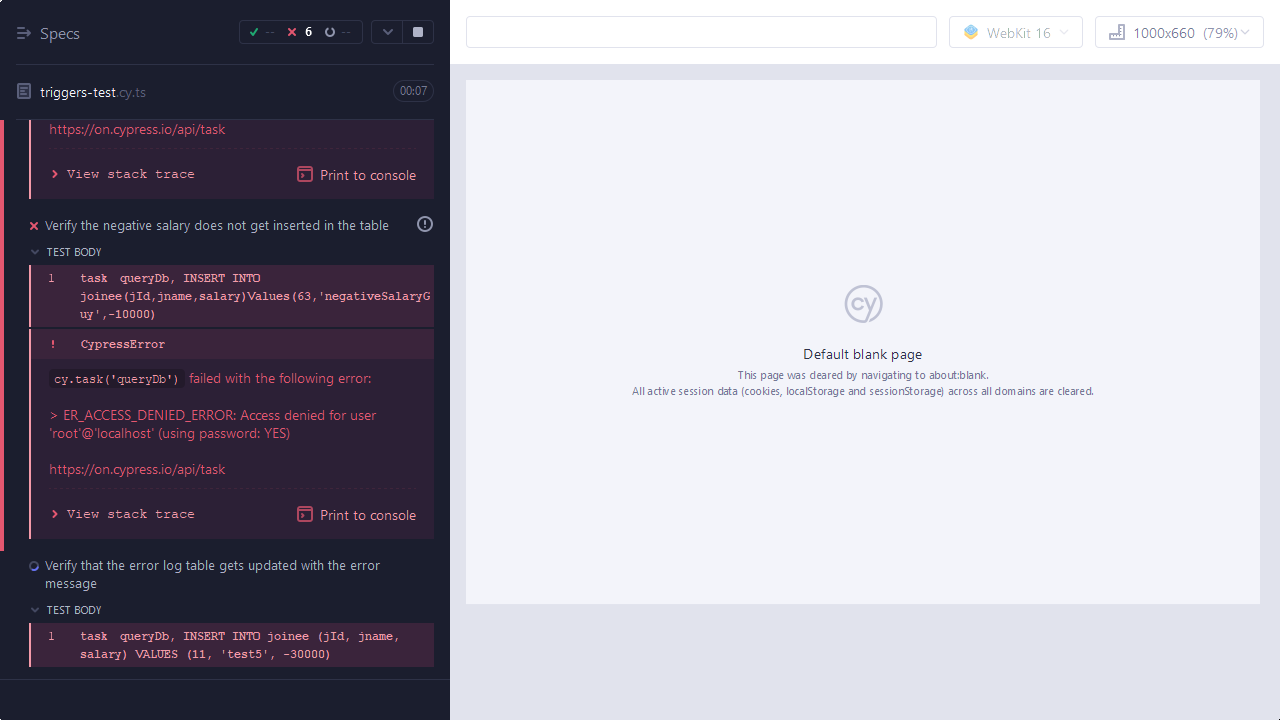 Specs
--
6
--
WebKit 16
1000x660 (79%)
triggers-test.cy.ts
00:07
https://on.cypress.io/api/task
View stack trace
Print to console
Verify the negative salary does not get inserted in the table
TEST BODY
1 task queryDb, INSERT INTO
joinee(jId,jname,salary)Values(63,'negativeSalaryG
uy',-10000)
! CypressError
cy.task('queryDb') failed with the following error:
> ER_ACCESS_DENIED_ERROR: Access denied for user
'root'@'localhost' (using password: YES)
https://on.cypress.io/api/task
View stack trace
Print to console
Verify that the error log table gets updated with the error
message
TEST BODY
1 task queryDb, INSERT INTO joinee (jId, jname,
salary) VALUES (11, 'test5', -30000)
cy
Default blank page
This page was cleared by navigating to about:blank.
All active session data (cookies, localStorage and sessionStorage) across all domains are cleared.